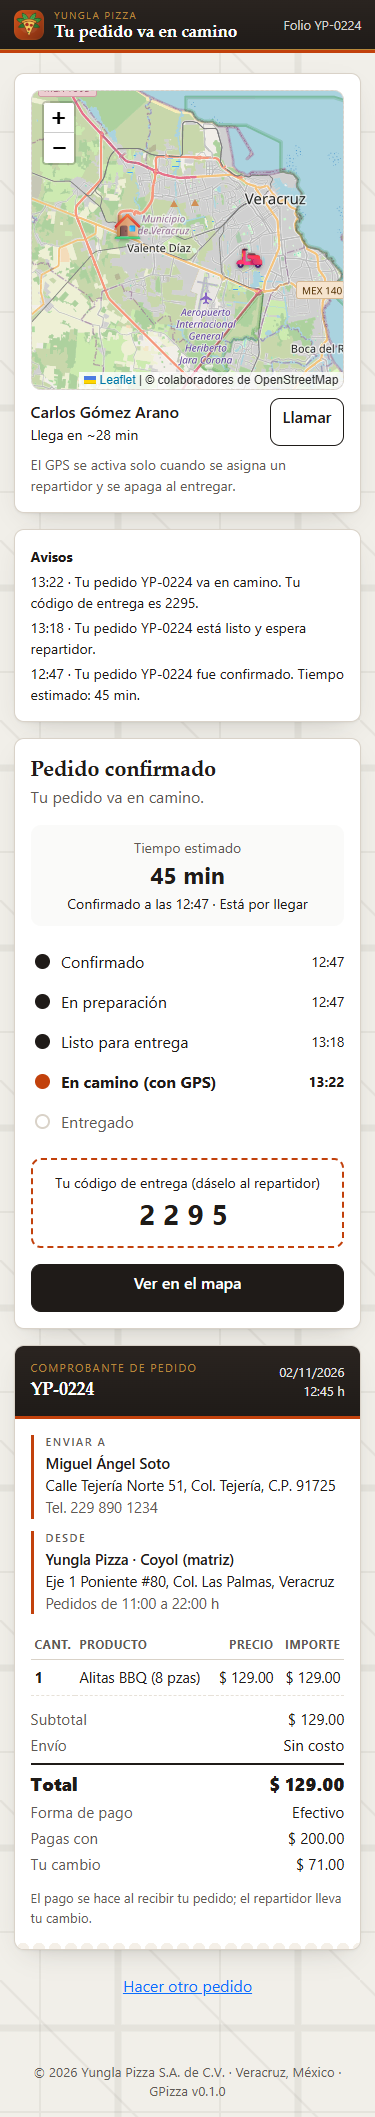 YUNGLA PIZZA
Tu pedido va en camino
Folio YP-0224
+
−
Veracruz
Municipio
de Veracruz
Valente Díaz
MEX 140
Aeropuerto
Internacional
General
Heriberto
Jara Corona
Boca del R
Leaflet | © colaboradores de OpenStreetMap
Carlos Gómez Arano
Llega en ~28 min
Llamar
El GPS se activa solo cuando se asigna un
repartidor y se apaga al entregar.
Avisos
13:22 · Tu pedido YP-0224 va en camino. Tu
código de entrega es 2295.
13:18 · Tu pedido YP-0224 está listo y espera
repartidor.
12:47 · Tu pedido YP-0224 fue confirmado. Tiempo
estimado: 45 min.
Pedido confirmado
Tu pedido va en camino.
Tiempo estimado
45 min
Confirmado a las 12:47 · Está por llegar
Confirmado 12:47
En preparación 12:47
Listo para entrega 13:18
En camino (con GPS) 13:22
Entregado
Tu código de entrega (dáselo al repartidor)
2295
Ver en el mapa
COMPROBANTE DE PEDIDO
YP-0224
02/11/2026
12:45 h
ENVIAR A
Miguel Ángel Soto
Calle Tejería Norte 51, Col. Tejería, C.P. 91725
Tel. 229 890 1234
DESDE
Yungla Pizza · Coyol (matriz)
Eje 1 Poniente #80, Col. Las Palmas, Veracruz
Pedidos de 11:00 a 22:00 h
CANT. PRODUCTO PRECIO IMPORTE
1 Alitas BBQ (8 pzas) $ 129.00 $ 129.00
Subtotal $ 129.00
Envío Sin costo
Total $ 129.00
Forma de pago Efectivo
Pagas con $ 200.00
Tu cambio $ 71.00
El pago se hace al recibir tu pedido; el repartidor lleva
tu cambio.
Hacer otro pedido
© 2026 Yungla Pizza S.A. de C.V. · Veracruz, México ·
GPizza v0.1.0